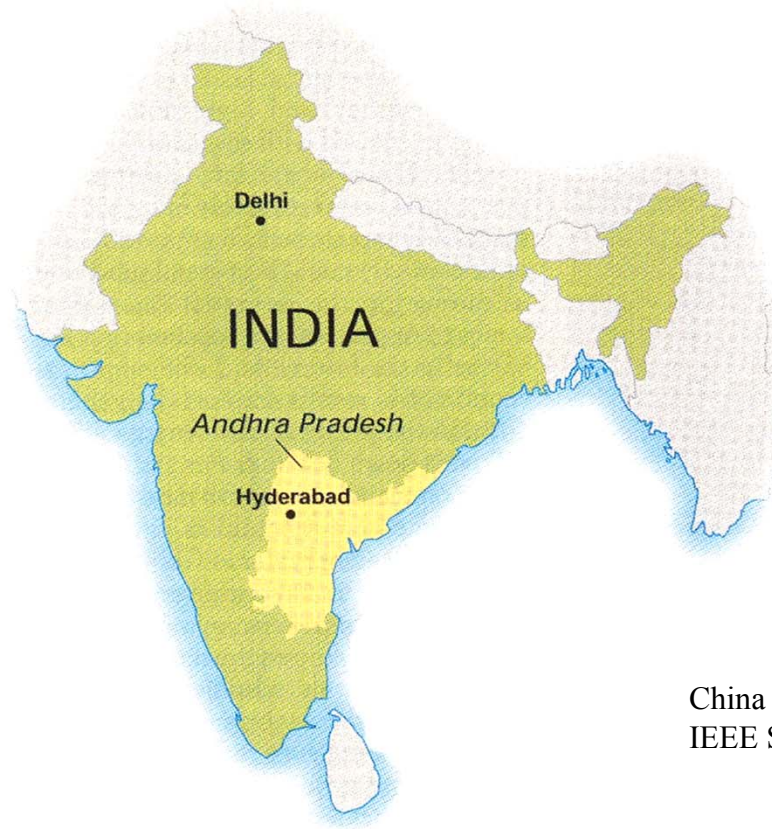 Delhi
INDIA
Andhra Pradesh
Hyderabad
China
IEEE S